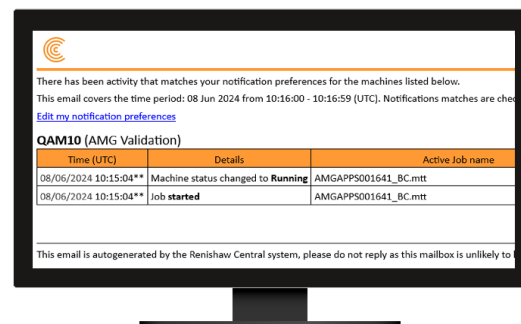 There has been activity that matches your notification preferences for the machines listed below.
This email covers the time period: 08 Jun 2024 from 10:16:00 - 10:16:59 (UTC). Notifications matches are
Edit my notification preferences
QAM10 (AMG Validation)
Time (UTC) Details Active Job name
08/06/2024 10:15:04** Machine status changed to Running AMGAPPS001641_BC.mtt
08/06/2024 10:15:04** Job started AMGAPPS001641_BC.mtt
This email is autogenerated by the Renishaw Central system, please do not reply as this mailbox is unlikely to